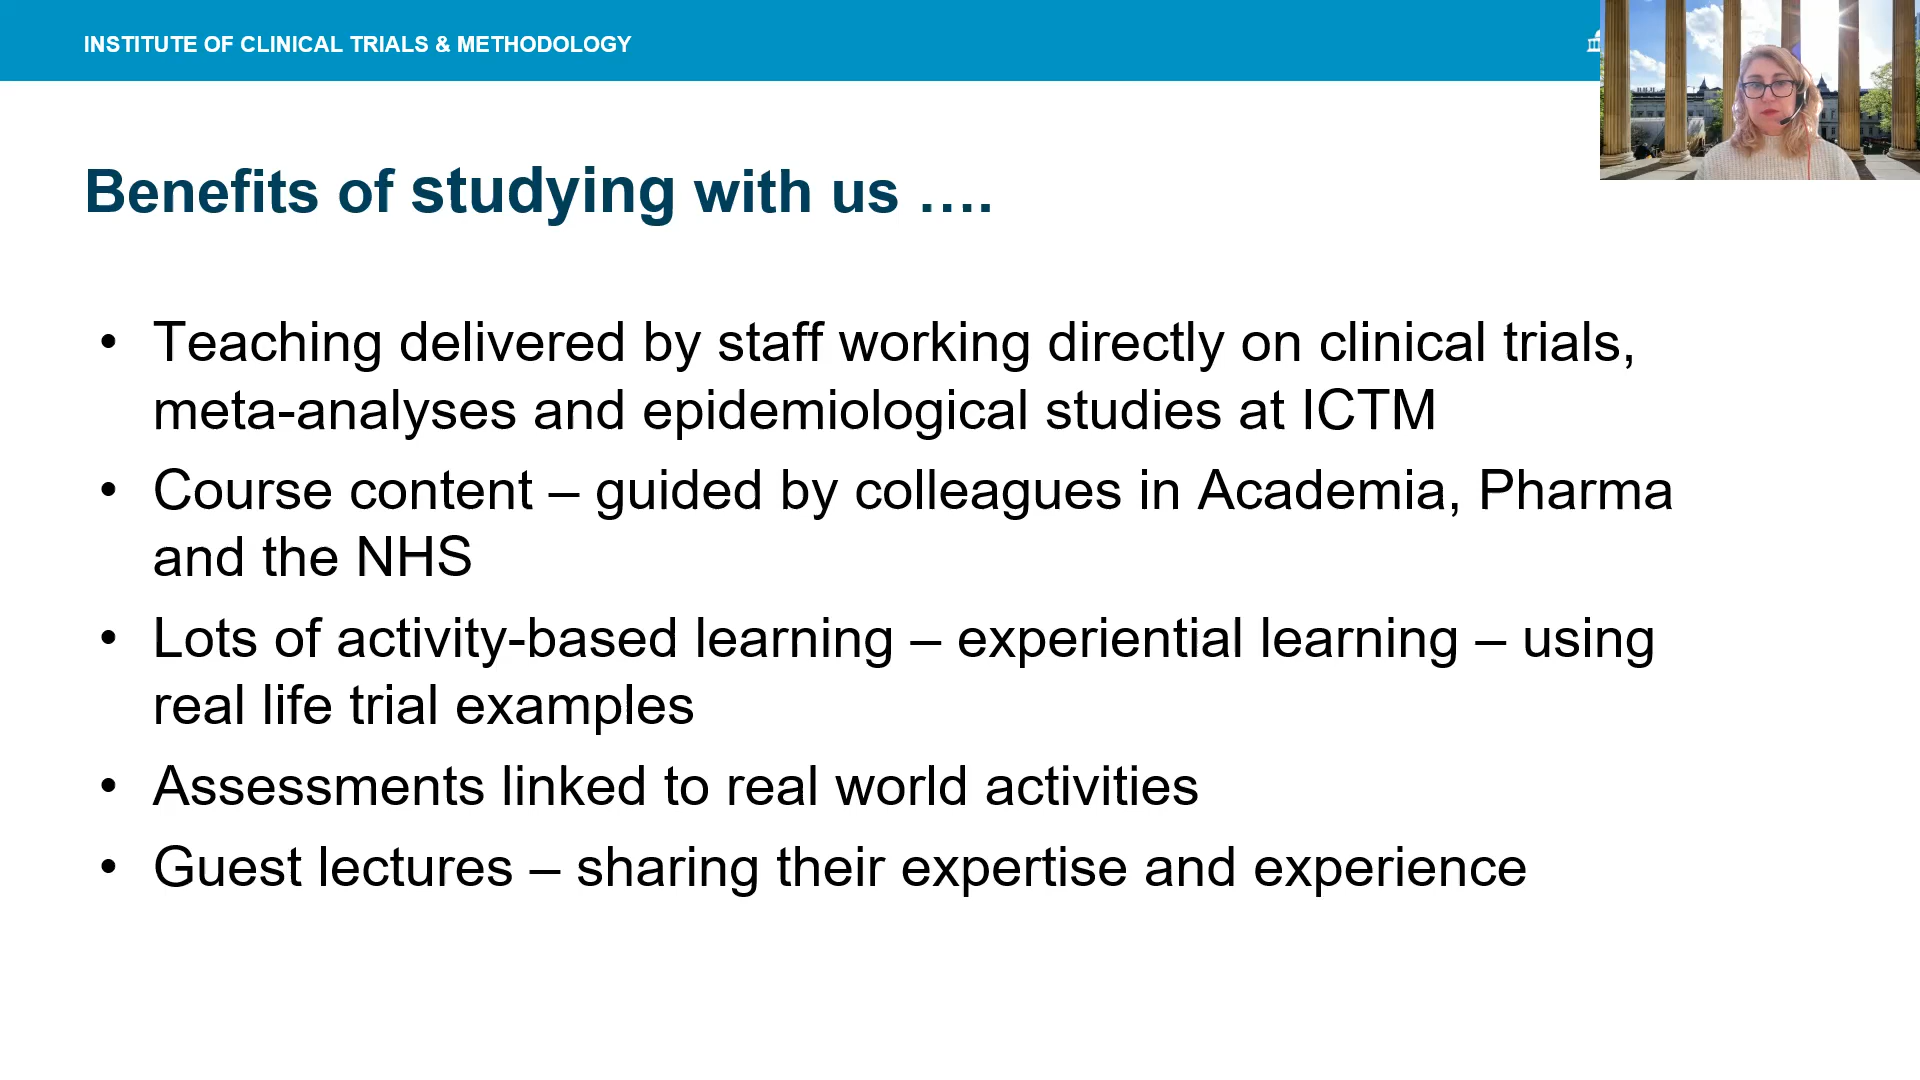 INSTITUTE OF CLINICAL TRIALS & METHODOLOGY
Benefits of studying with us ....
• Teaching delivered by staff working directly on clinical trials,
meta-analyses and epidemiological studies at ICTM
• Course content – guided by colleagues in Academia, Pharma
and the NHS
• Lots of activity-based learning – experiential learning – using
real life trial examples
• Assessments linked to real world activities
• Guest lectures – sharing their expertise and experience